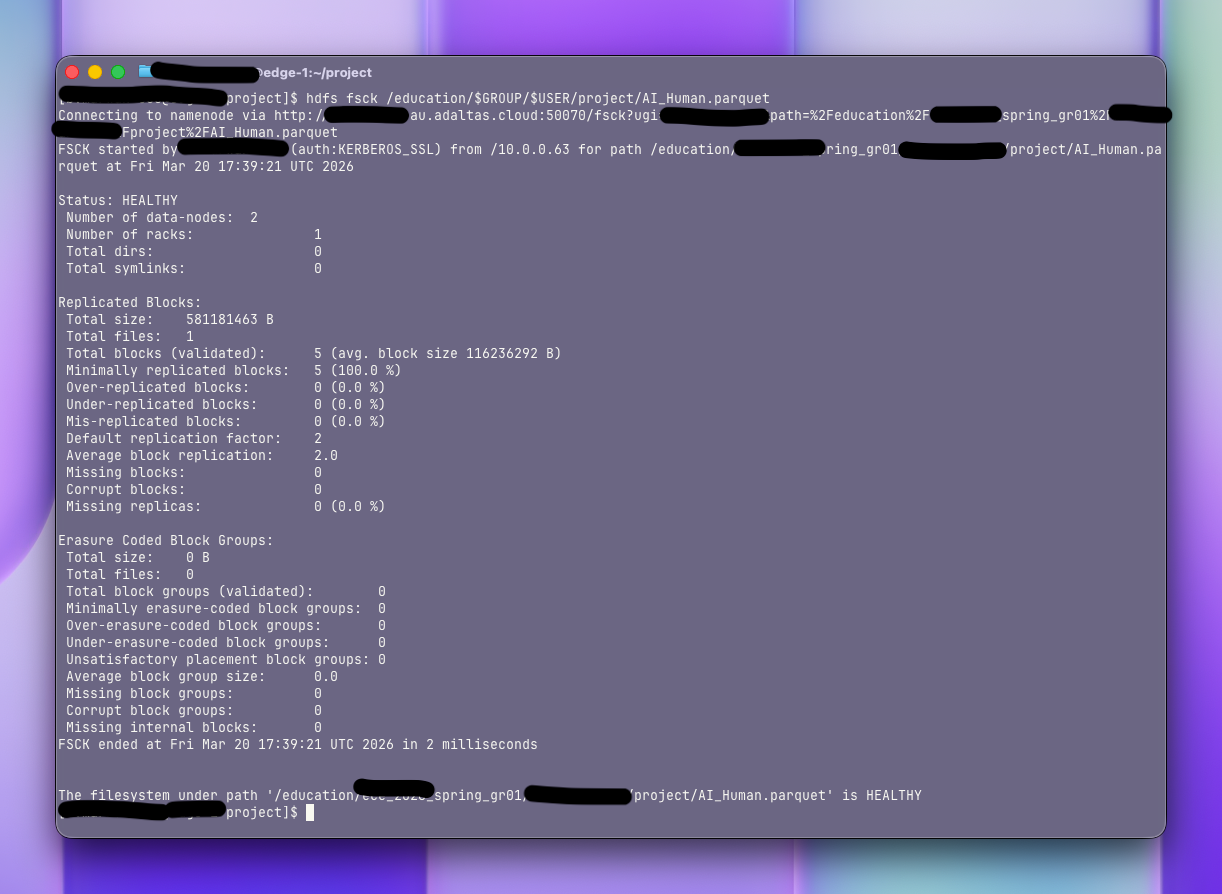 edge-1:~/project
project]$ hdfs fsck /education/$GROUP/$USER/project/AI_Human.parquet
Connecting to namenode via http:/ au.adaltas.cloud:50070/fsck?ugi path=%2Feducation%2F spring_gr01%2
Fproject%2FAI_Human.parquet
FSCK started by (auth:KERBEROS_SSL) from /10.0.0.63 for path /education/ ring_gr01 /project/AI_Human.pa
rquet at Fri Mar 20 17:39:21 UTC 2026
Status: HEALTHY
Number of data-nodes: 2
Number of racks: 1
Total dirs: 0
Total symlinks: 0
Replicated Blocks:
Total size: 581181463 B
Total files: 1
Total blocks (validated): 5 (avg. block size 116236292 B)
Minimally replicated blocks: 5 (100.0 %)
Over-replicated blocks: 0 (0.0 %)
Under-replicated blocks: 0 (0.0 %)
Mis-replicated blocks: 0 (0.0 %)
Default replication factor: 2
Average block replication: 2.0
Missing blocks: 0
Corrupt blocks: 0
Missing replicas: 0 (0.0 %)
Erasure Coded Block Groups:
Total size: 0 B
Total files: 0
Total block groups (validated): 0
Minimally erasure-coded block groups: 0
Over-erasure-coded block groups: 0
Under-erasure-coded block groups: 0
Unsatisfactory placement block groups: 0
Average block group size: 0.0
Missing block groups: 0
Corrupt block groups: 0
Missing internal blocks: 0
FSCK ended at Fri Mar 20 17:39:21 UTC 2026 in 2 milliseconds
The filesystem under path '/education/ _spring_gr01/ /project/AI_Human.parquet' is HEALTHY
project]$